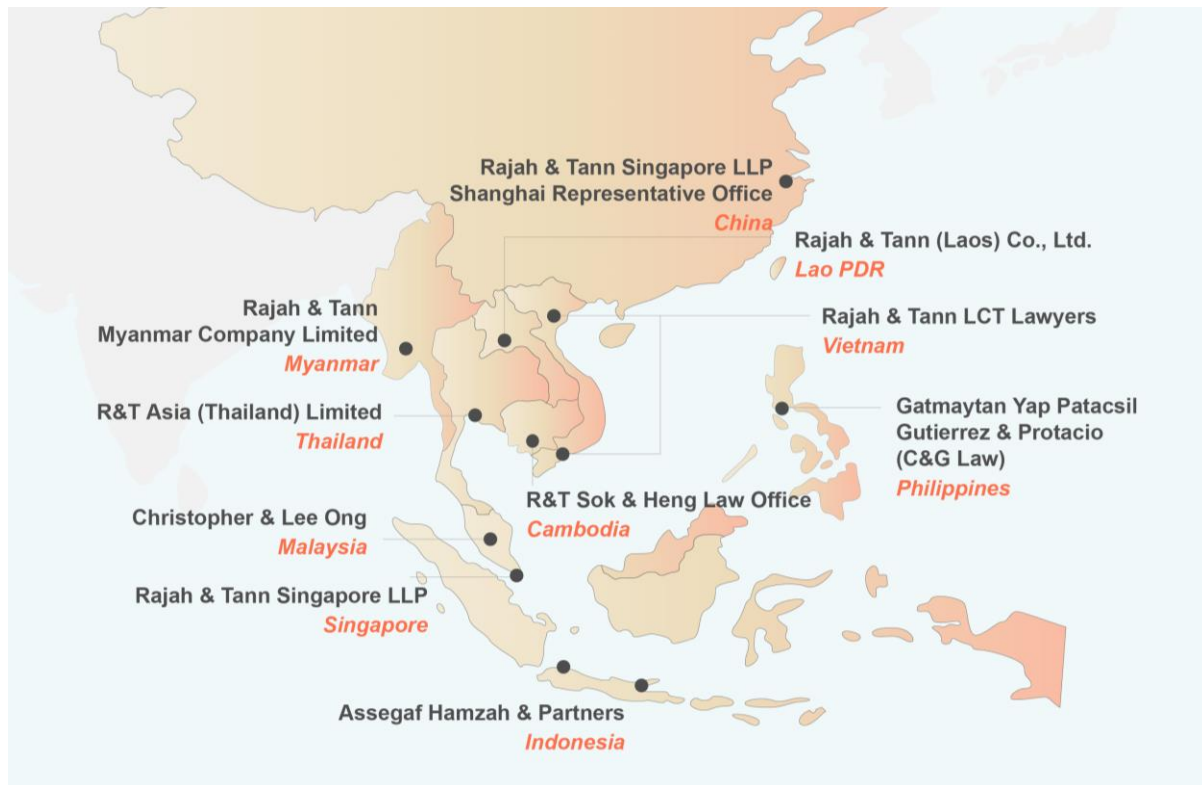 Rajah & Tann Singapore LLP
Shanghai Representative Office
China
Rajah & Tann (Laos) Co., Ltd.
Lao PDR
Rajah & Tann
Myanmar Company Limited
Myanmar
Rajah & Tann LCT Lawyers
Vietnam
R&T Asia (Thailand) Limited
Thailand
Gatmaytan Yap Patacsil
Gutierrez & Protacio
(C&G Law)
Philippines
R&T Sok & Heng Law Office
Cambodia
Christopher & Lee Ong
Malaysia
Rajah & Tann Singapore LLP
Singapore
Assegaf Hamzah & Partners
Indonesia